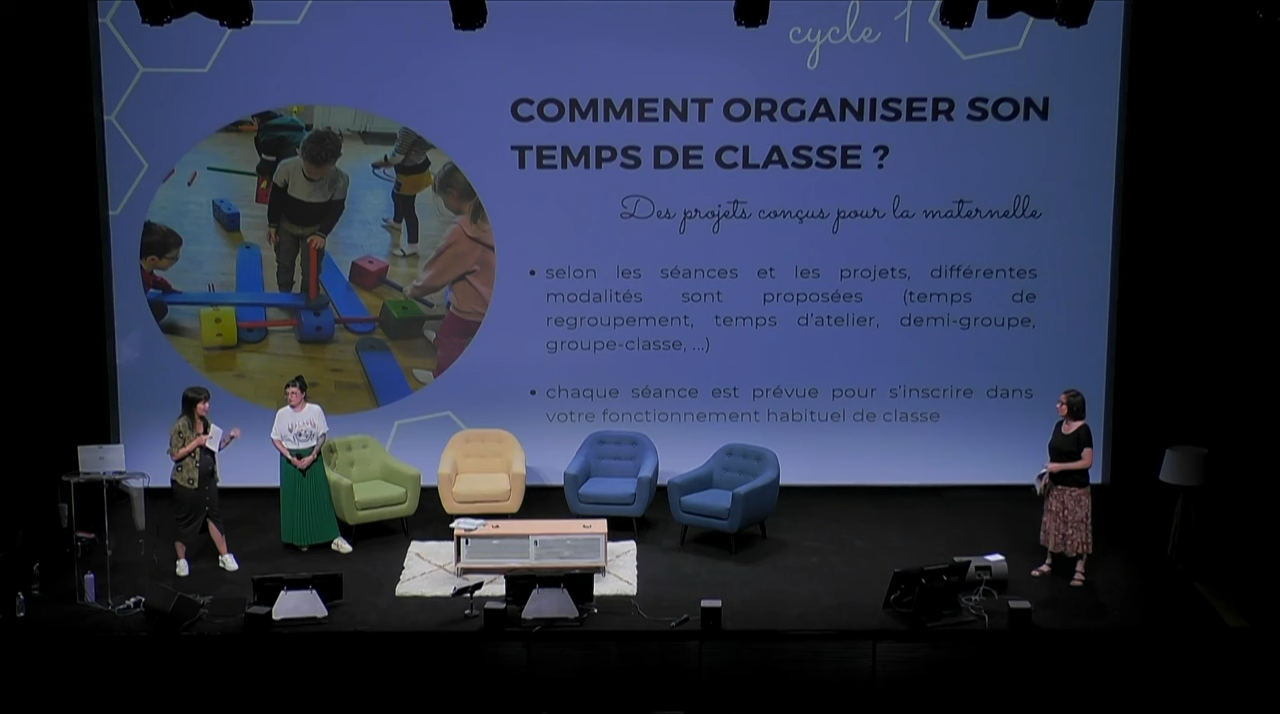 cycle 1
COMMENT ORGANISER SON
TEMPS DE CLASSE ?
Des projets conçus pour la maternelle
• selon les séances et les projets, différentes
modalités sont proposées (temps de
regroupement, temps d'atelier, demi-groupe,
groupe-classe, ...)
• chaque séance est prévue pour s'inscrire dans
votre fonctionnement habituel de classe